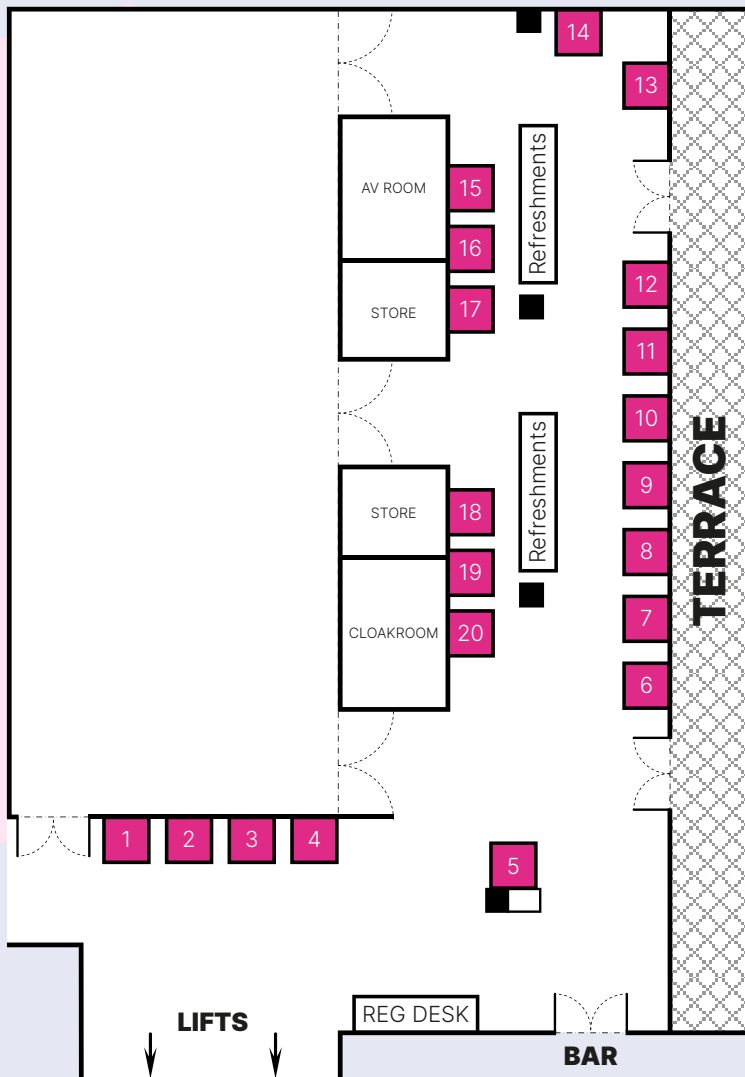 14
13
AV ROOM
15
Refreshments
16
12
STORE
17
11
10
Refreshments
TERRACE
9
STORE
18
8
19
7
CLOAKROOM
20
6
1
2
3
4
5
LIFTS
REG DESK
BAR